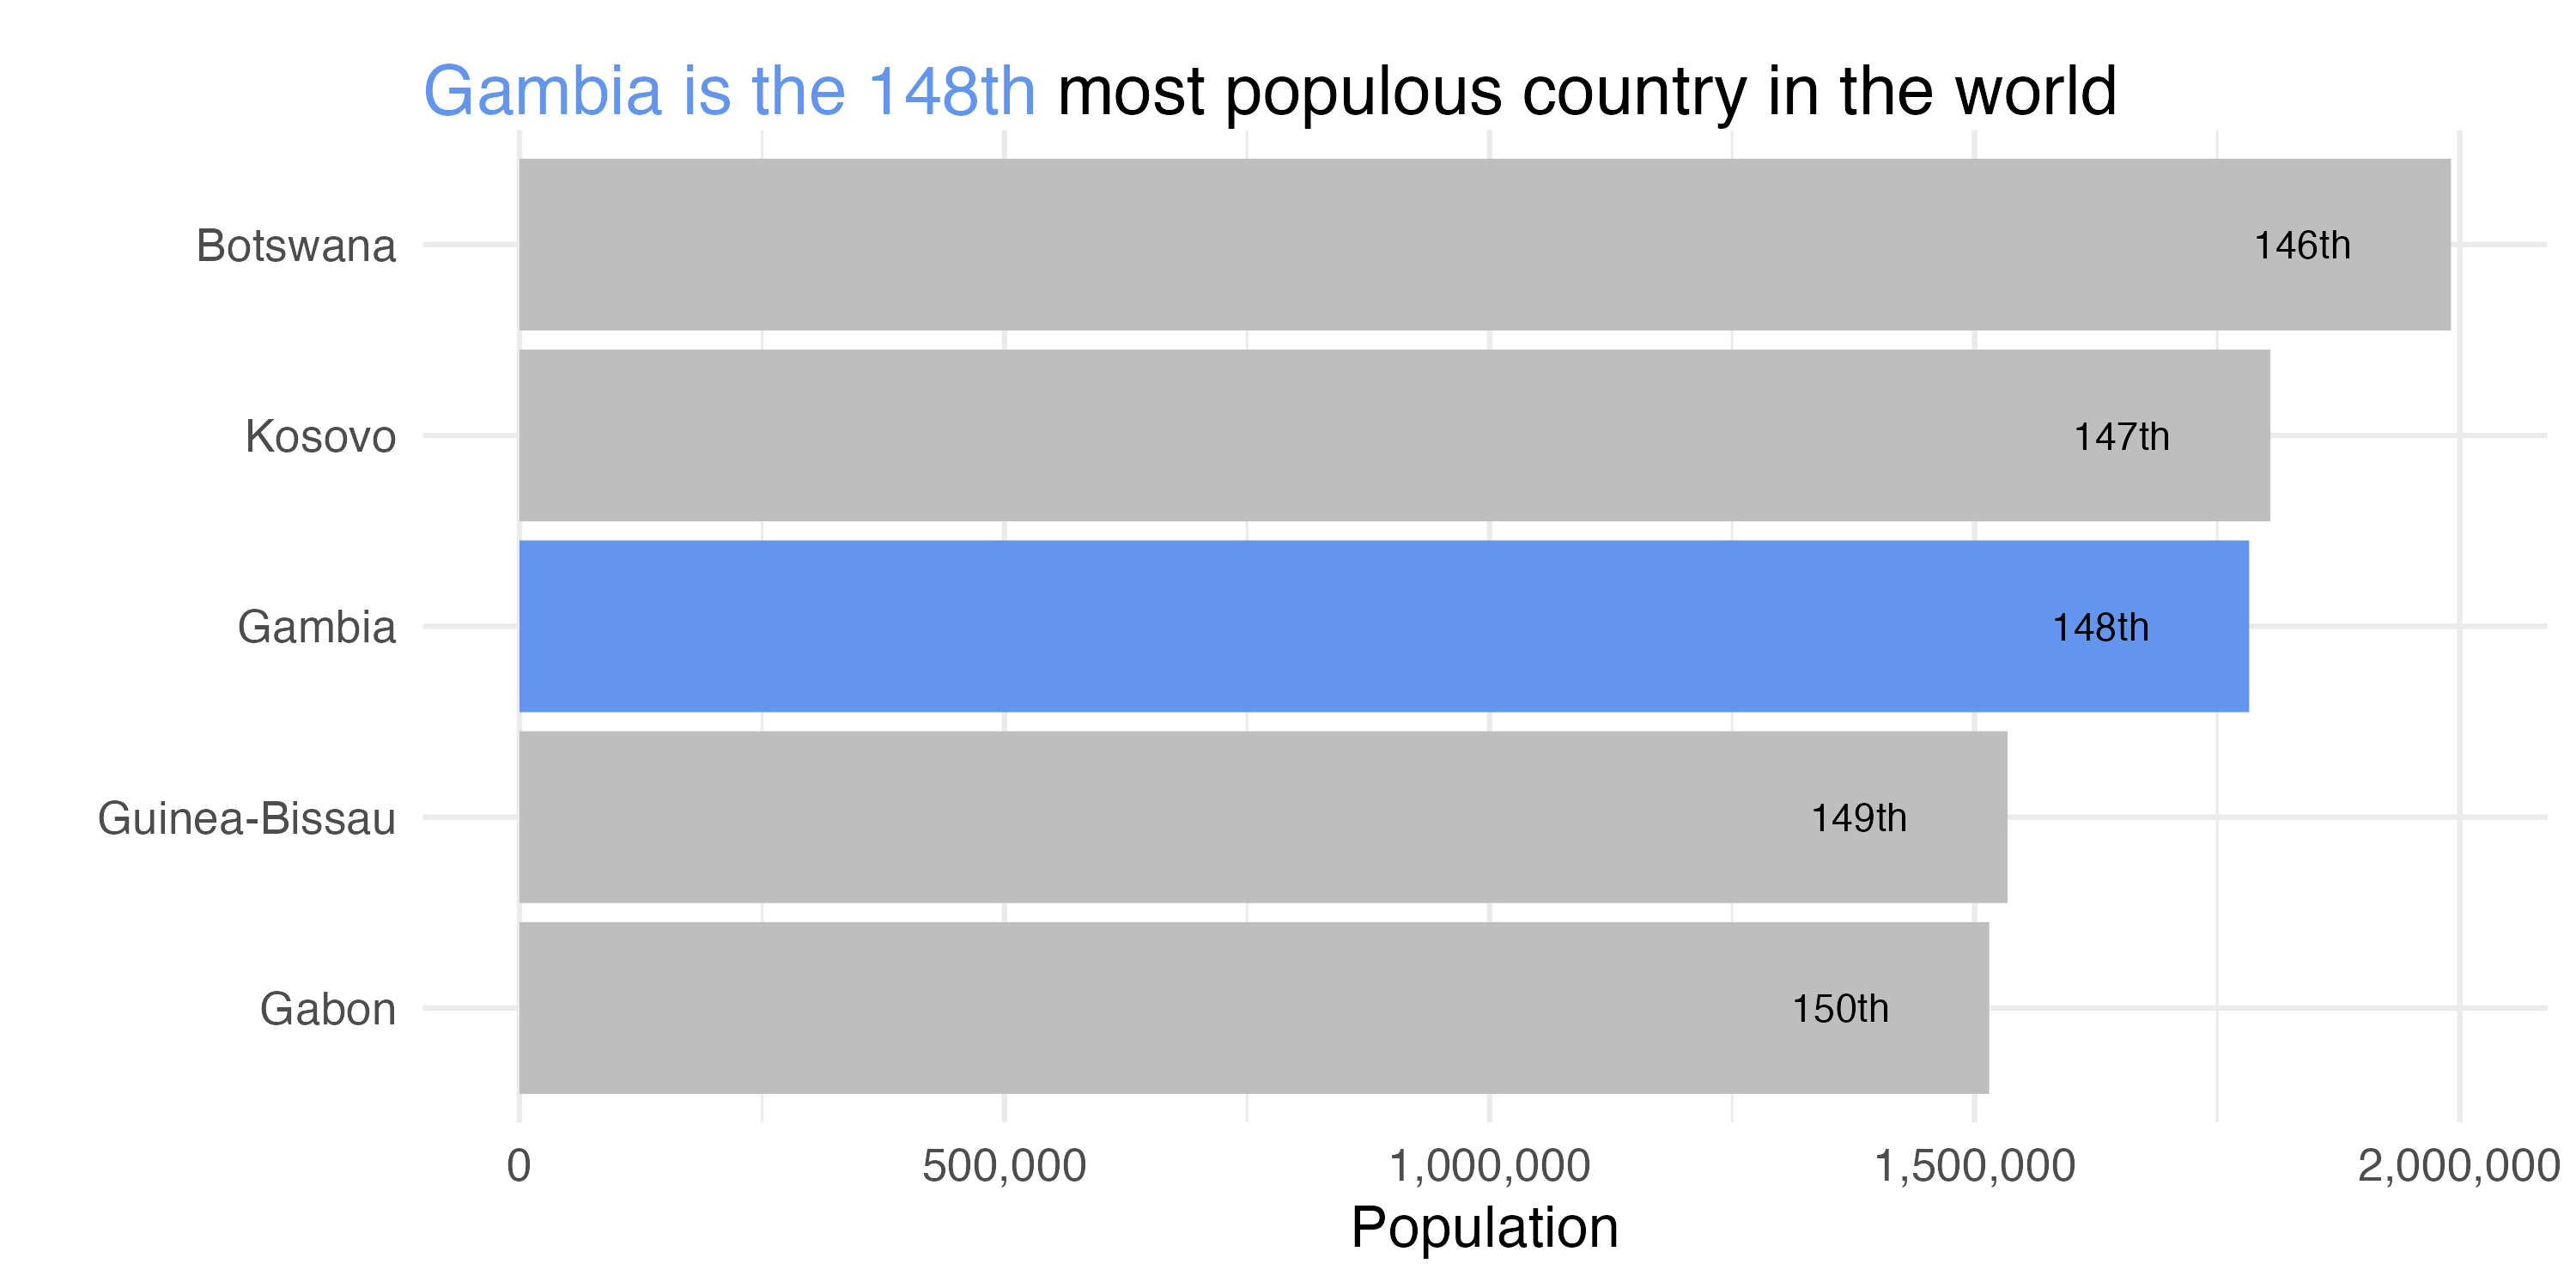 Gambia is the 148th most populous country in the world
Botswana 146th
Kosovo 147th
Gambia 148th
Guinea-Bissau 149th
Gabon 150th
0 500,000 1,000,000 1,500,000 2,000,000
Population